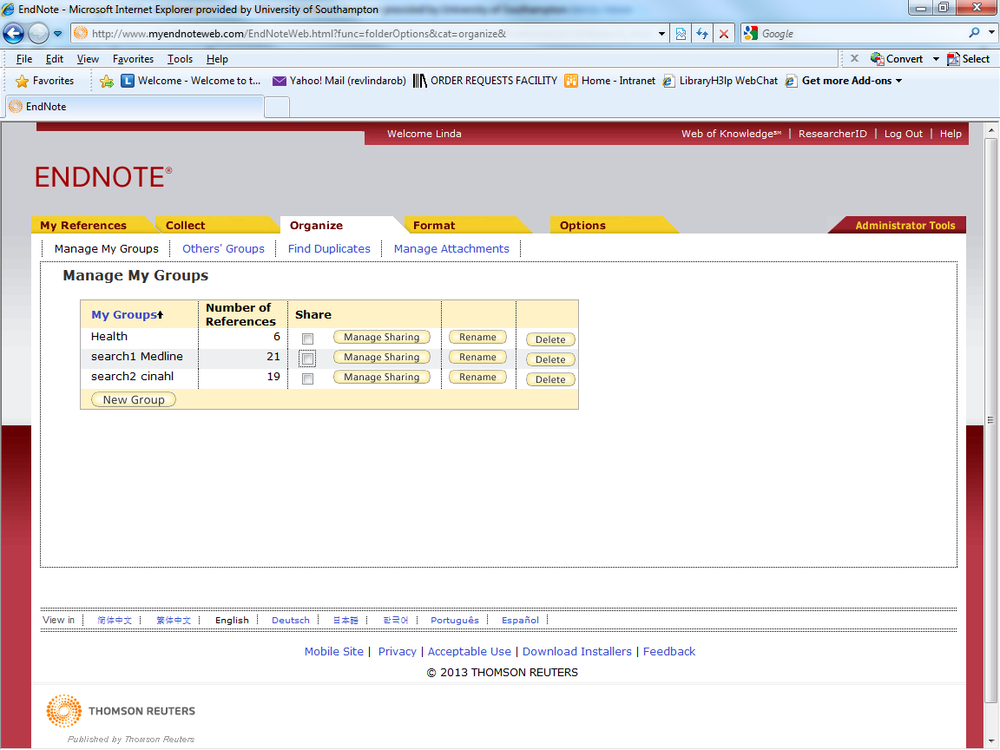 EndNote - Microsoft Internet Explorer provided by University of Southampton
http://www.myendnoteweb.com/EndNoteWeb.html?func=folderOptions&cat=organize&
Google
File Edit View Favorites Tools Help
X Convert Select
Favorites Welcome - Welcome to t... Yahoo! Mail (revlindarob) ORDER REQUESTS FACILITY Home - Intranet LibraryH3lp WebChat Get more Add-ons
EndNote
Welcome Linda Web of Knowledge℠ | ResearcherID | Log Out | Help
ENDNOTE®
My References Collect Organize Format Options Administrator Tools
Manage My Groups Others' Groups Find Duplicates Manage Attachments
Manage My Groups
My Groups Number of References Share
Health 6 Manage Sharing Rename Delete
search1 Medline 21 Manage Sharing Rename Delete
search2 cinahl 19 Manage Sharing Rename Delete
New Group
View in 简体中文 繁体中文 English Deutsch 日本語 한국어 Português Español
Mobile Site | Privacy | Acceptable Use | Download Installers | Feedback
© 2013 THOMSON REUTERS
THOMSON REUTERS
Published by Thomson Reuters